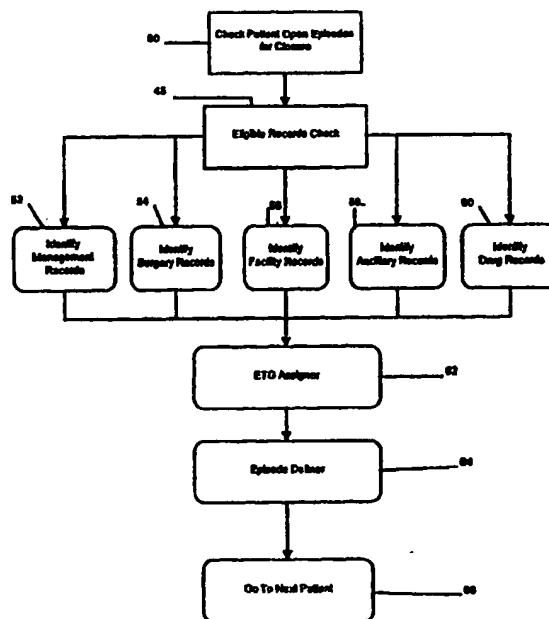 50
Check Patient Open Episodes
for Closure
48
Eligible Records Check
52
54
56
58
60
Identify
Management
Records
Identify
Surgery Records
Identify
Facility Records
Identify
Ancillary Records
Identify
Drug Records
ETG Assigner
62
Episode Definer
64
Go To Next Patient
66